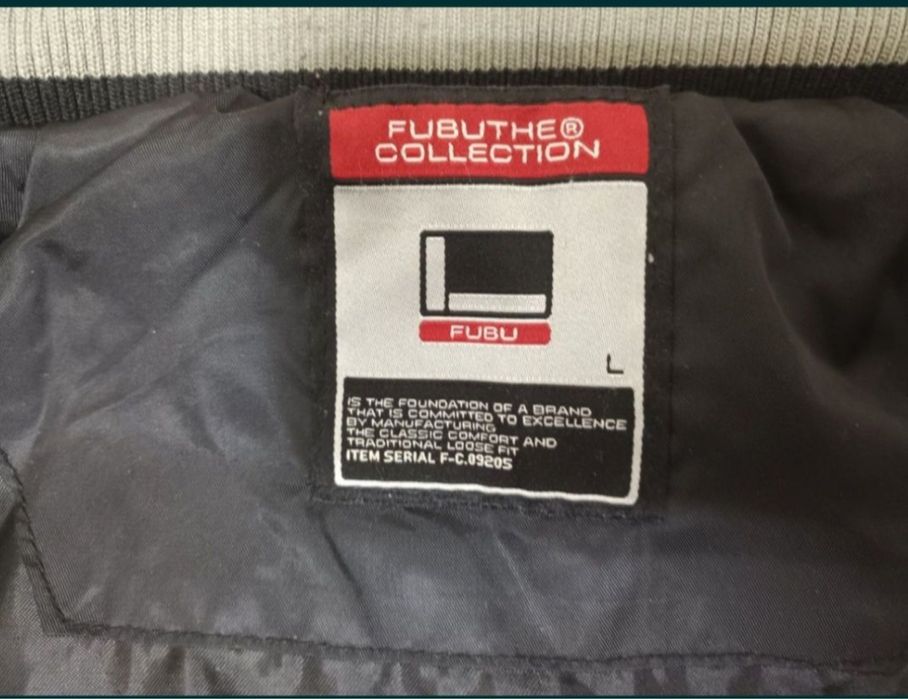 FUBUTHE®
COLLECTION
FUBU
L
IS THE FOUNDATION OF A BRAND
THAT IS COMMITTED TO EXCELLENCE
BY MANUFACTURING
THE CLASSIC COMFORT AND
TRADITIONAL LOOSE FIT
ITEM SERIAL F-C.09205